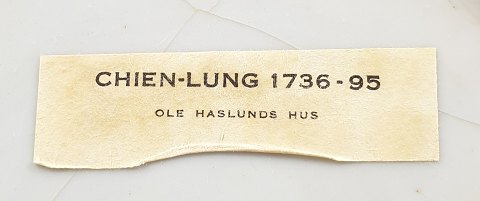 CHIEN-LUNG 1736-95
OLE HASLUNDS HUS